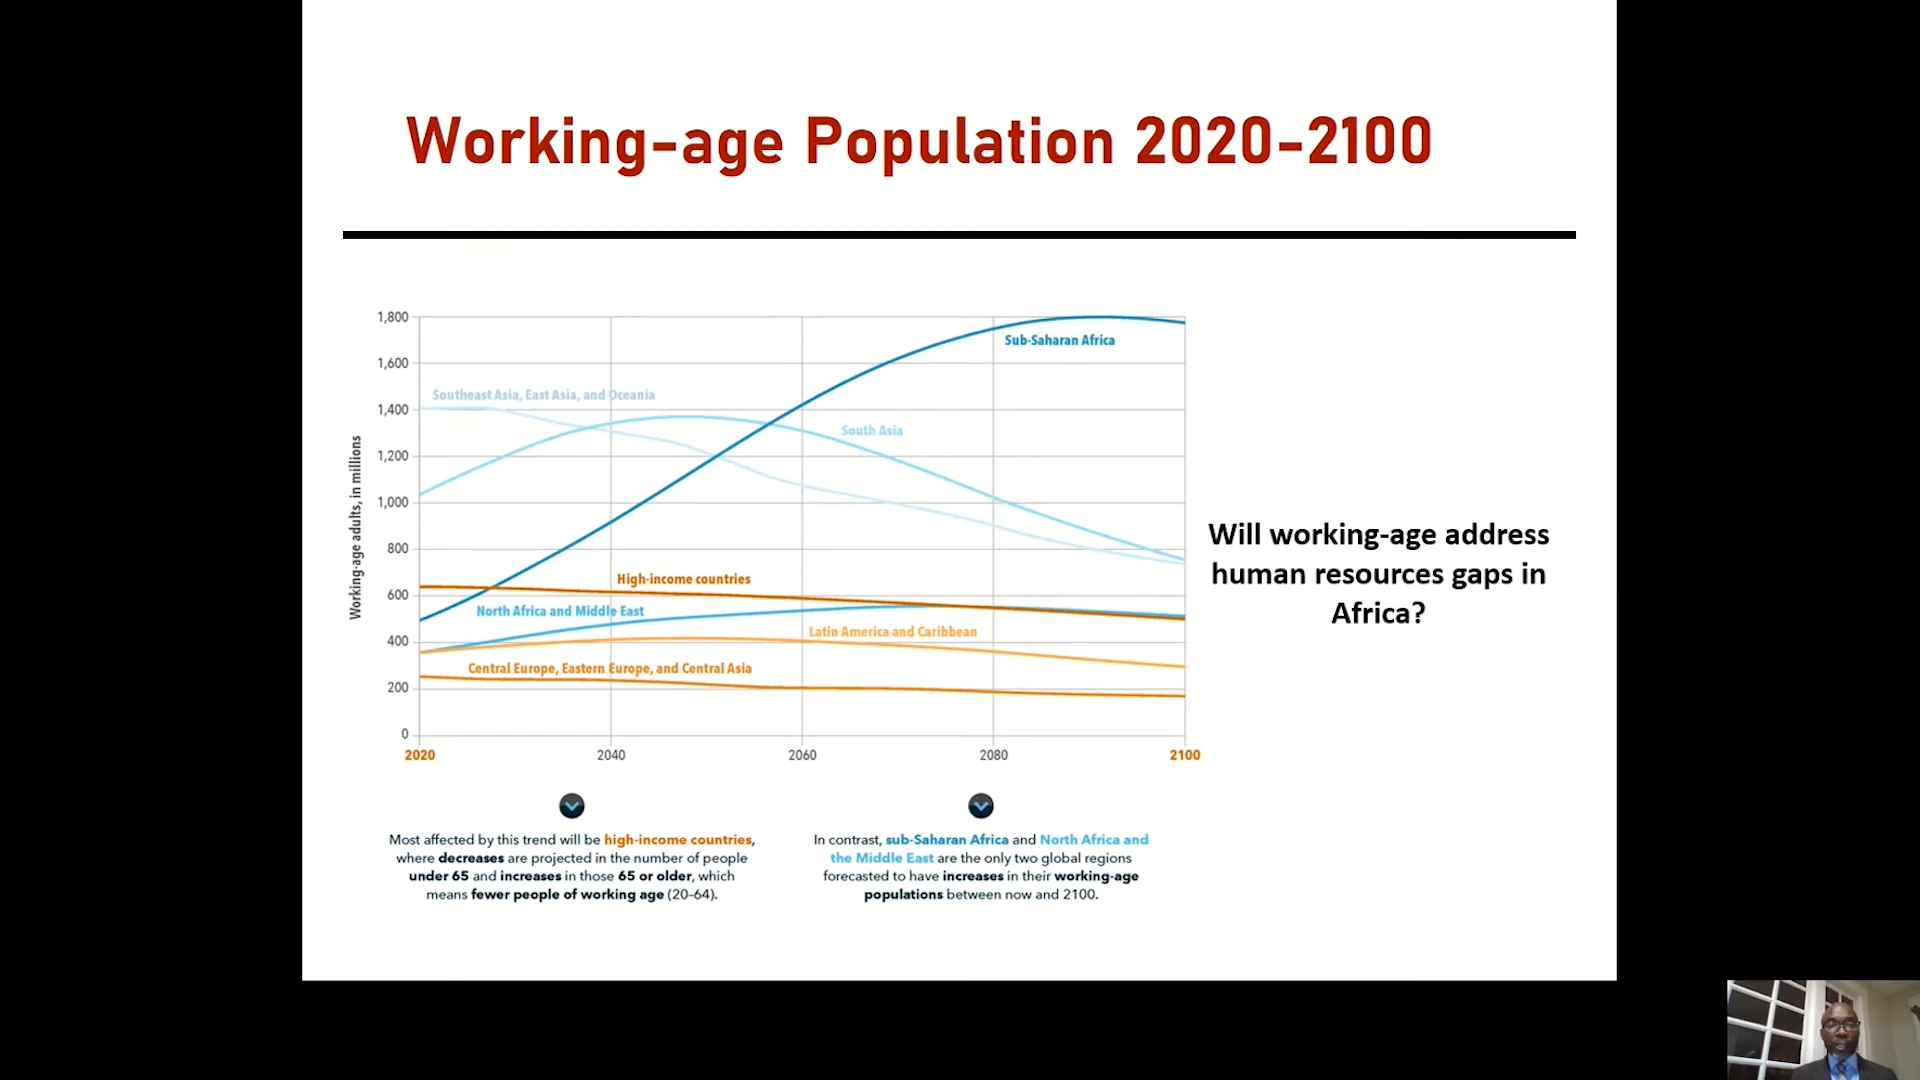 Working-age Population 2020-2100
1,800
1,600
1,400
1,200
1,000
800
600
400
200
0
Working-age adults, in millions
2020
2040
2060
2080
2100
Sub-Saharan Africa
Southeast Asia, East Asia, and Oceania
South Asia
High-income countries
North Africa and Middle East
Latin America and Caribbean
Central Europe, Eastern Europe, and Central Asia
Will working-age address
human resources gaps in
Africa?
Most affected by this trend will be high-income countries,
where decreases are projected in the number of people
under 65 and increases in those 65 or older, which
means fewer people of working age (20–64).
In contrast, sub-Saharan Africa and North Africa and
the Middle East are the only two global regions
forecasted to have increases in their working-age
populations between now and 2100.